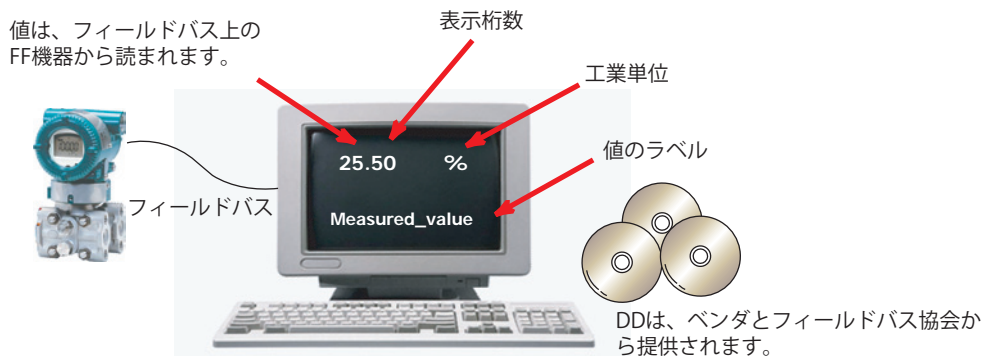 値は、フィールドバス上の
FF機器から読まれます。
表示桁数
工業単位
25.50 %
値のラベル
フィールドバス
Measured_value
DDは、ベンダとフィールドバス協会か
ら提供されます。